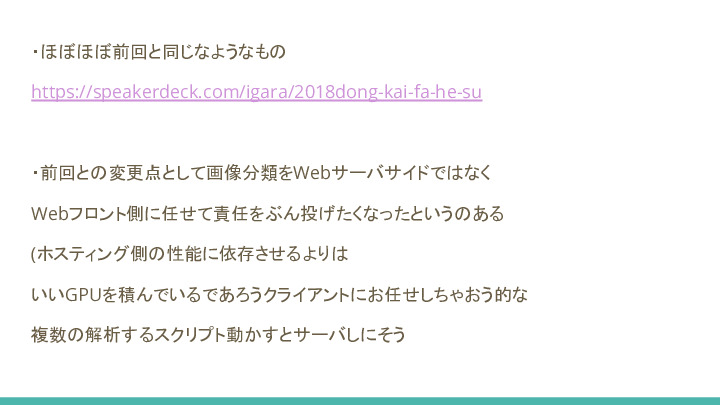 ・ほぼほぼ前回と同じなようなもの
https://speakerdeck.com/igara/2018dong-kai-fa-he-su
・前回との変更点として画像分類をWebサーバサイドではなく
Webフロント側に任せて責任をぶん投げたくなったというのある
(ホスティング側の性能に依存させるよりは
いいGPUを積んでいるであろうクライアントにお任せしちゃおう的な
複数の解析するスクリプト動かすとサーバしにそう